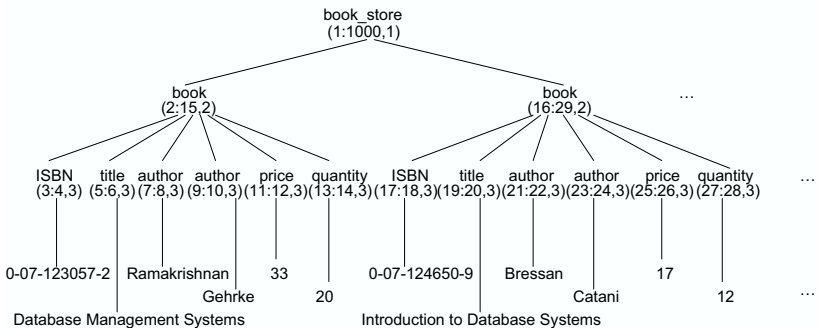 book_store
(1:1000,1)
book book ...
(2:15,2) (16:29,2)
ISBN title author author price quantity ISBN title author author price quantity ...
(3:4,3) (5:6,3) (7:8,3) (9:10,3) (11:12,3) (13:14,3) (17:18,3) (19:20,3) (21:22,3) (23:24,3) (25:26,3) (27:28,3)
0-07-123057-2 Ramakrishnan 33 0-07-124650-9 Bressan 17
Gehrke 20 Catani 12 ...
Database Management Systems Introduction to Database Systems